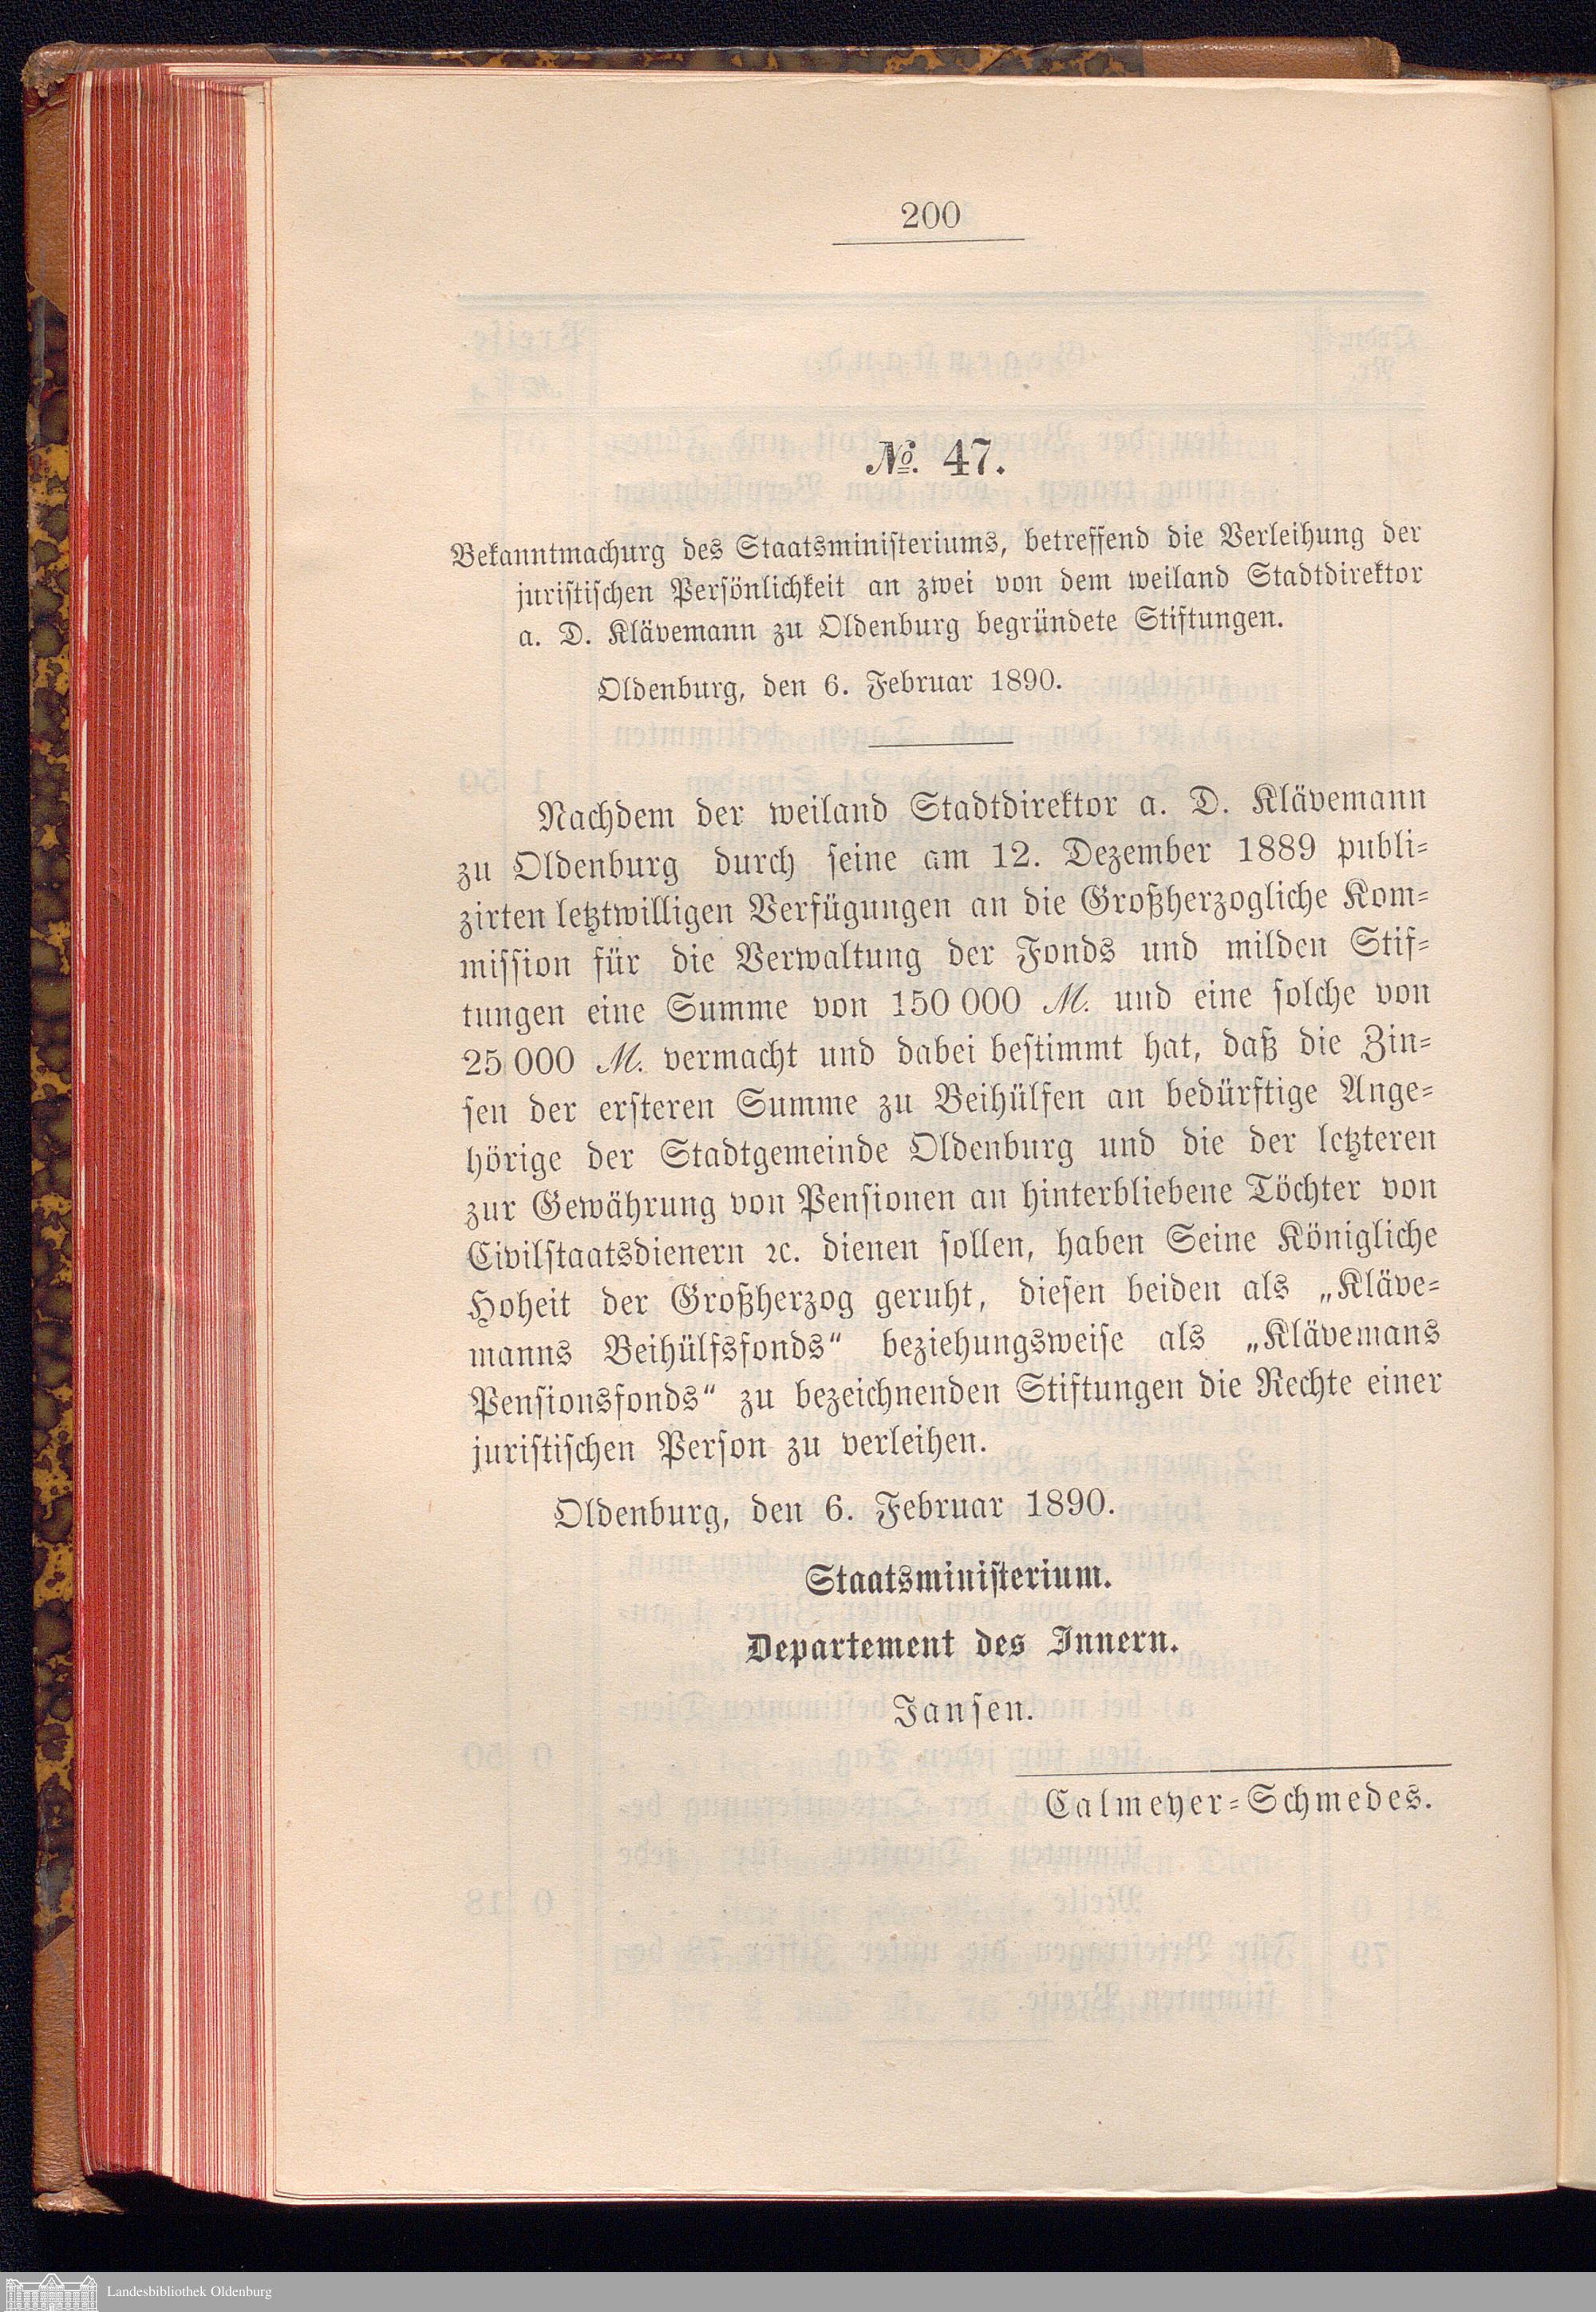 200
№. 47.
Bekanntmachurg des Staatsministeriums, betreffend die Verleihung der
juristischen Persönlichkeit an zwei von dem weiland Stadtdirektor
a. D. Klävemann zu Oldenburg begründete Stiftungen.
Oldenburg, den 6. Februar 1890.
Nachdem der weiland Stadtdirektor a. D. Klävemann
zu Oldenburg durch seine am 12. Dezember 1889 publi-
zirten letztwilligen Verfügungen an die Großherzogliche Kom-
mission für die Verwaltung der Fonds und milden Stif-
tungen eine Summe von 150 000 M. und eine solche von
25 000 M. vermacht und dabei bestimmt hat, daß die Zin-
sen der ersteren Summe zu Beihülfen an bedürftige Ange-
hörige der Stadtgemeinde Oldenburg und die der letzteren
zur Gewährung von Pensionen an hinterbliebene Töchter von
Civilstaatsdienern ꝛc. dienen sollen, haben Seine Königliche
Hoheit der Großherzog geruht, diesen beiden als „Kläve-
manns Beihülfsfonds“ beziehungsweise als „Klävemans
Pensionsfonds“ zu bezeichnenden Stiftungen die Rechte einer
juristischen Person zu verleihen.
Oldenburg, den 6. Februar 1890.
Staatsministerium.
Departement des Innern.
Jansen.
Calmeyer-Schmedes.
Landesbibliothek Oldenburg